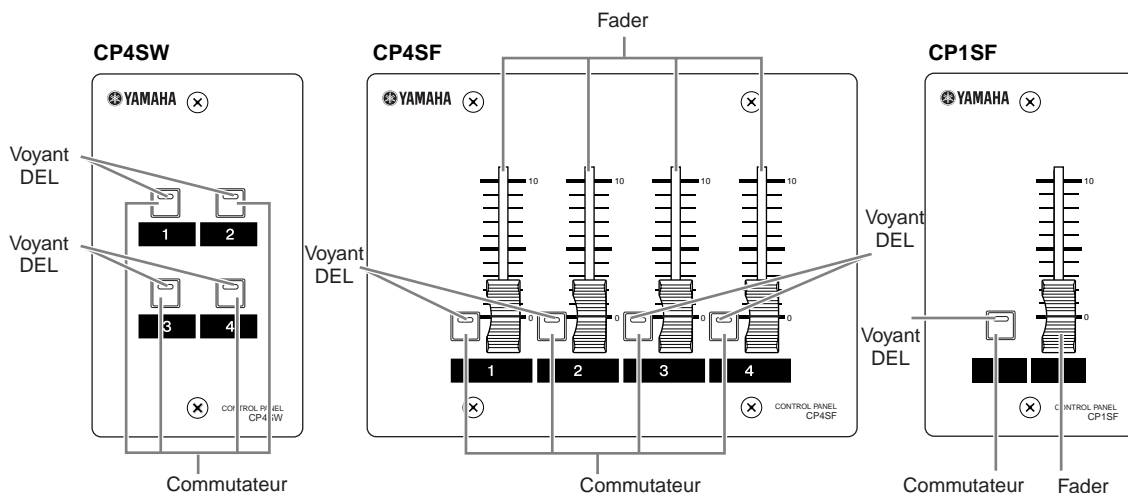 Fader
CP4SW
CP4SF
CP1SF
YAMAHA
YAMAHA
YAMAHA
Voyant
DEL
1 2
Voyant
DEL
3 4
CONTROL PANEL
CP4SW
Commutateur
10 10 10 10
Voyant
DEL
Voyant
DEL
0 0 0 0
1 2 3 4
CONTROL PANEL
CP4SF
Commutateur
10
0
Voyant
DEL
CONTROL PANEL
CP1SF
Commutateur Fader